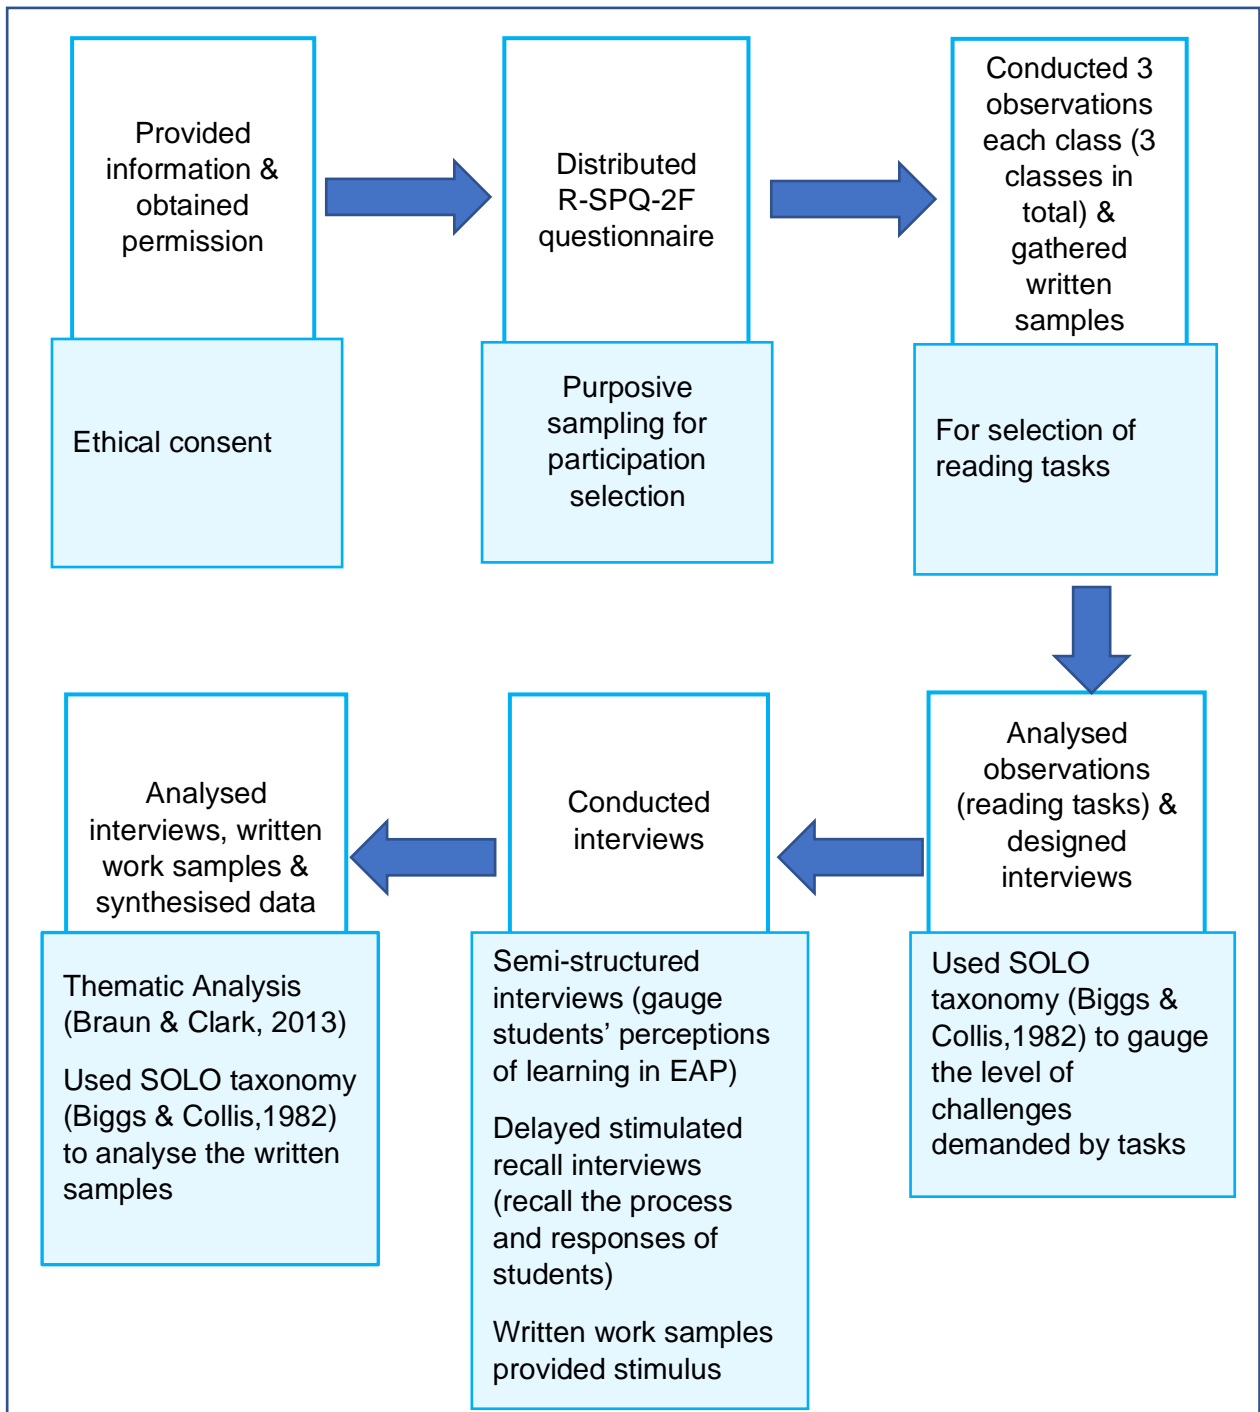 Provided
information &
obtained
permission
Ethical consent
Distributed
R-SPQ-2F
questionnaire
Purposive
sampling for
participation
selection
Conducted 3
observations
each class (3
classes in
total) &
gathered
written
samples
For selection of
reading tasks
Analysed
observations
(reading tasks) &
designed
interviews
Used SOLO
taxonomy (Biggs &
Collis,1982) to gauge
the level of
challenges
demanded by tasks
Conducted
interviews
Semi-structured
interviews (gauge
students’ perceptions
of learning in EAP)
Delayed stimulated
recall interviews
(recall the process
and responses of
students)
Written work samples
provided stimulus
Analysed
interviews, written
work samples &
synthesised data
Thematic Analysis
(Braun & Clark, 2013)
Used SOLO taxonomy
(Biggs & Collis,1982)
to analyse the written
samples